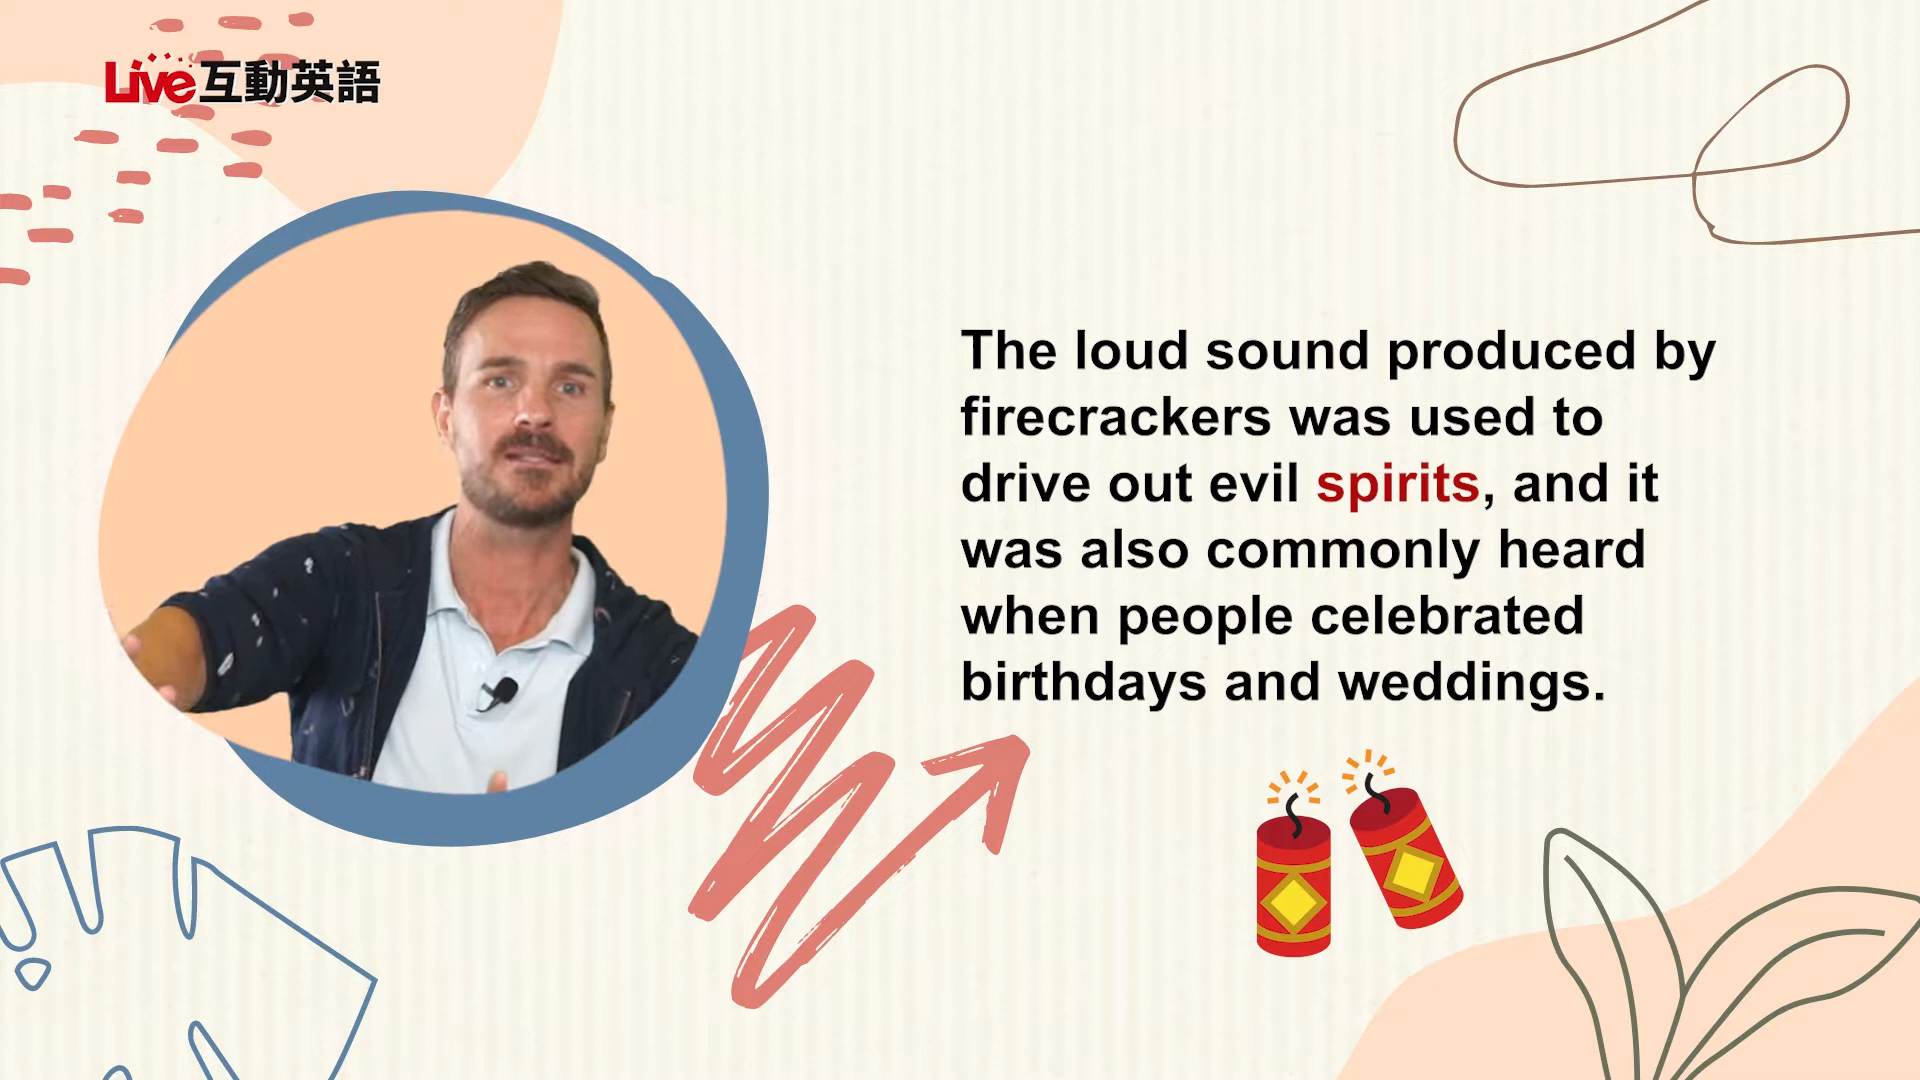 Live互動英語
The loud sound produced by
firecrackers was used to
drive out evil spirits, and it
was also commonly heard
when people celebrated
birthdays and weddings.